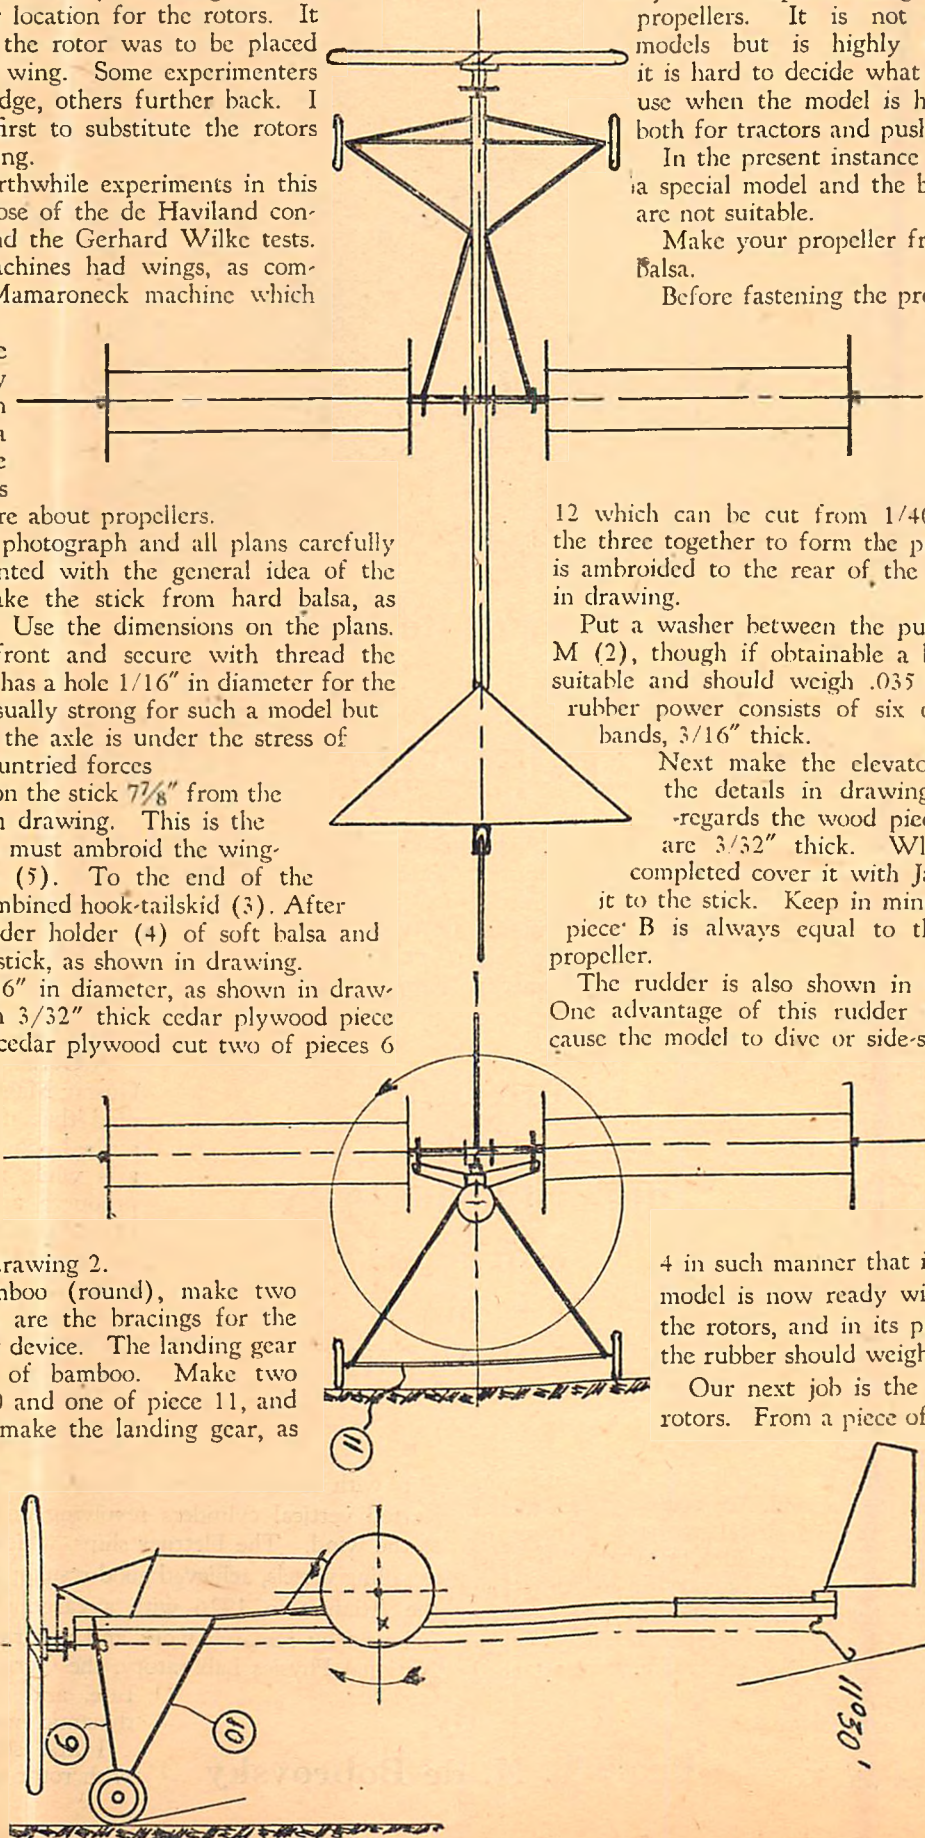 location for the rotors. It
the rotor was to be placed
wing. Some experimenters
dge, others further back. I
first to substitute the rotors
ng.
rthwhile experiments in this
ose of the de Haviland con-
nd the Gerhard Wilke tests.
achines had wings, as com-
Mamaroneck machine which
e
y
n
a
e
s
re about propellers.
photograph and all plans carefully
nted with the general idea of the
ake the stick from hard balsa, as
Use the dimensions on the plans.
front and secure with thread the
has a hole 1/16" in diameter for the
sually strong for such a model but
the axle is under the stress of
untried forces
on the stick 7⅞" from the
n drawing. This is the
must ambroid the wing-
(5). To the end of the
mbined hook-tailskid (3). After
der holder (4) of soft balsa and
stick, as shown in drawing.
6" in diameter, as shown in draw-
n 3/32" thick cedar plywood piece
cedar plywood cut two of pieces 6
rawing 2.
mboo (round), make two
are the bracings for the
device. The landing gear
of bamboo. Make two
0 and one of piece 11, and
make the landing gear, as
propellers. It is not
models but is highly
it is hard to decide what
use when the model is h
both for tractors and push
In the present instance
a special model and the b
are not suitable.
Make your propeller fr
Balsa.
Before fastening the pro
12 which can be cut from 1/40
the three together to form the p
is ambroided to the rear of the
in drawing.
Put a washer between the pu
M (2), though if obtainable a b
suitable and should weigh .035
rubber power consists of six
bands, 3/16" thick.
Next make the elevato
the details in drawing
regards the wood piec
are 3/32" thick. Wh
completed cover it with Ja
it to the stick. Keep in min
piece B is always equal to th
propeller.
The rudder is also shown in
One advantage of this rudder
cause the model to dive or side-s
4 in such manner that i
model is now ready wi
the rotors, and in its p
the rubber should weigh
Our next job is the
rotors. From a piece of
11
9
10
11°30'